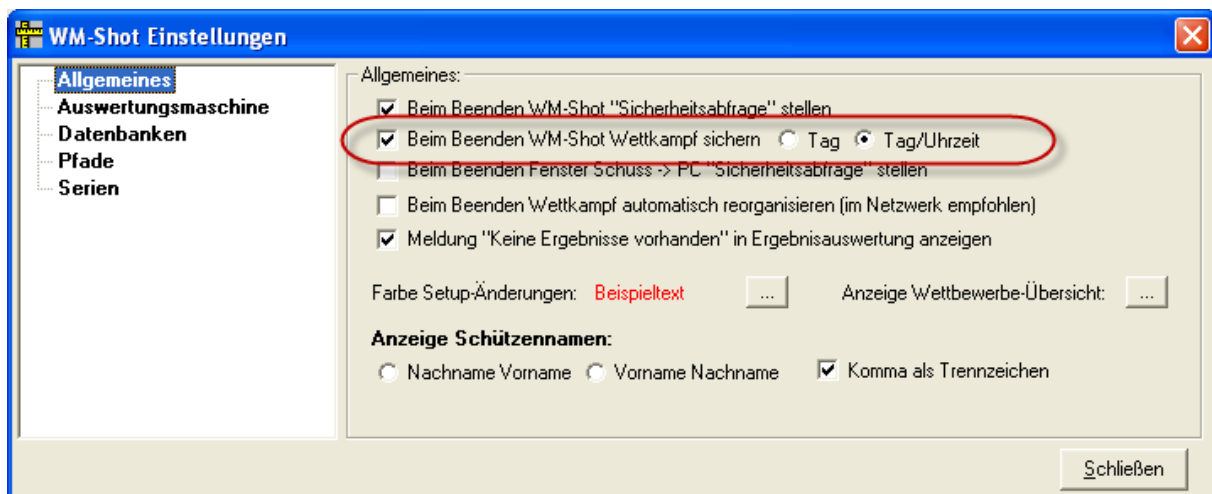 WM-Shot Einstellungen
Allgemeines
Auswertungsmaschine
Datenbanken
Pfade
Serien
Allgemeines:
Beim Beenden WM-Shot "Sicherheitsabfrage" stellen
Beim Beenden WM-Shot Wettkampf sichern Tag Tag/Uhrzeit
Beim Beenden Fenster Schuss -> PC "Sicherheitsabfrage" stellen
Beim Beenden Wettkampf automatisch reorganisieren (im Netzwerk empfohlen)
Meldung "Keine Ergebnisse vorhanden" in Ergebnisauswertung anzeigen
Farbe Setup-Änderungen: Beispieltext ... Anzeige Wettbewerbe-Übersicht: ...
Anzeige Schützennamen:
Nachname Vorname Vorname Nachname Komma als Trennzeichen
Schließen